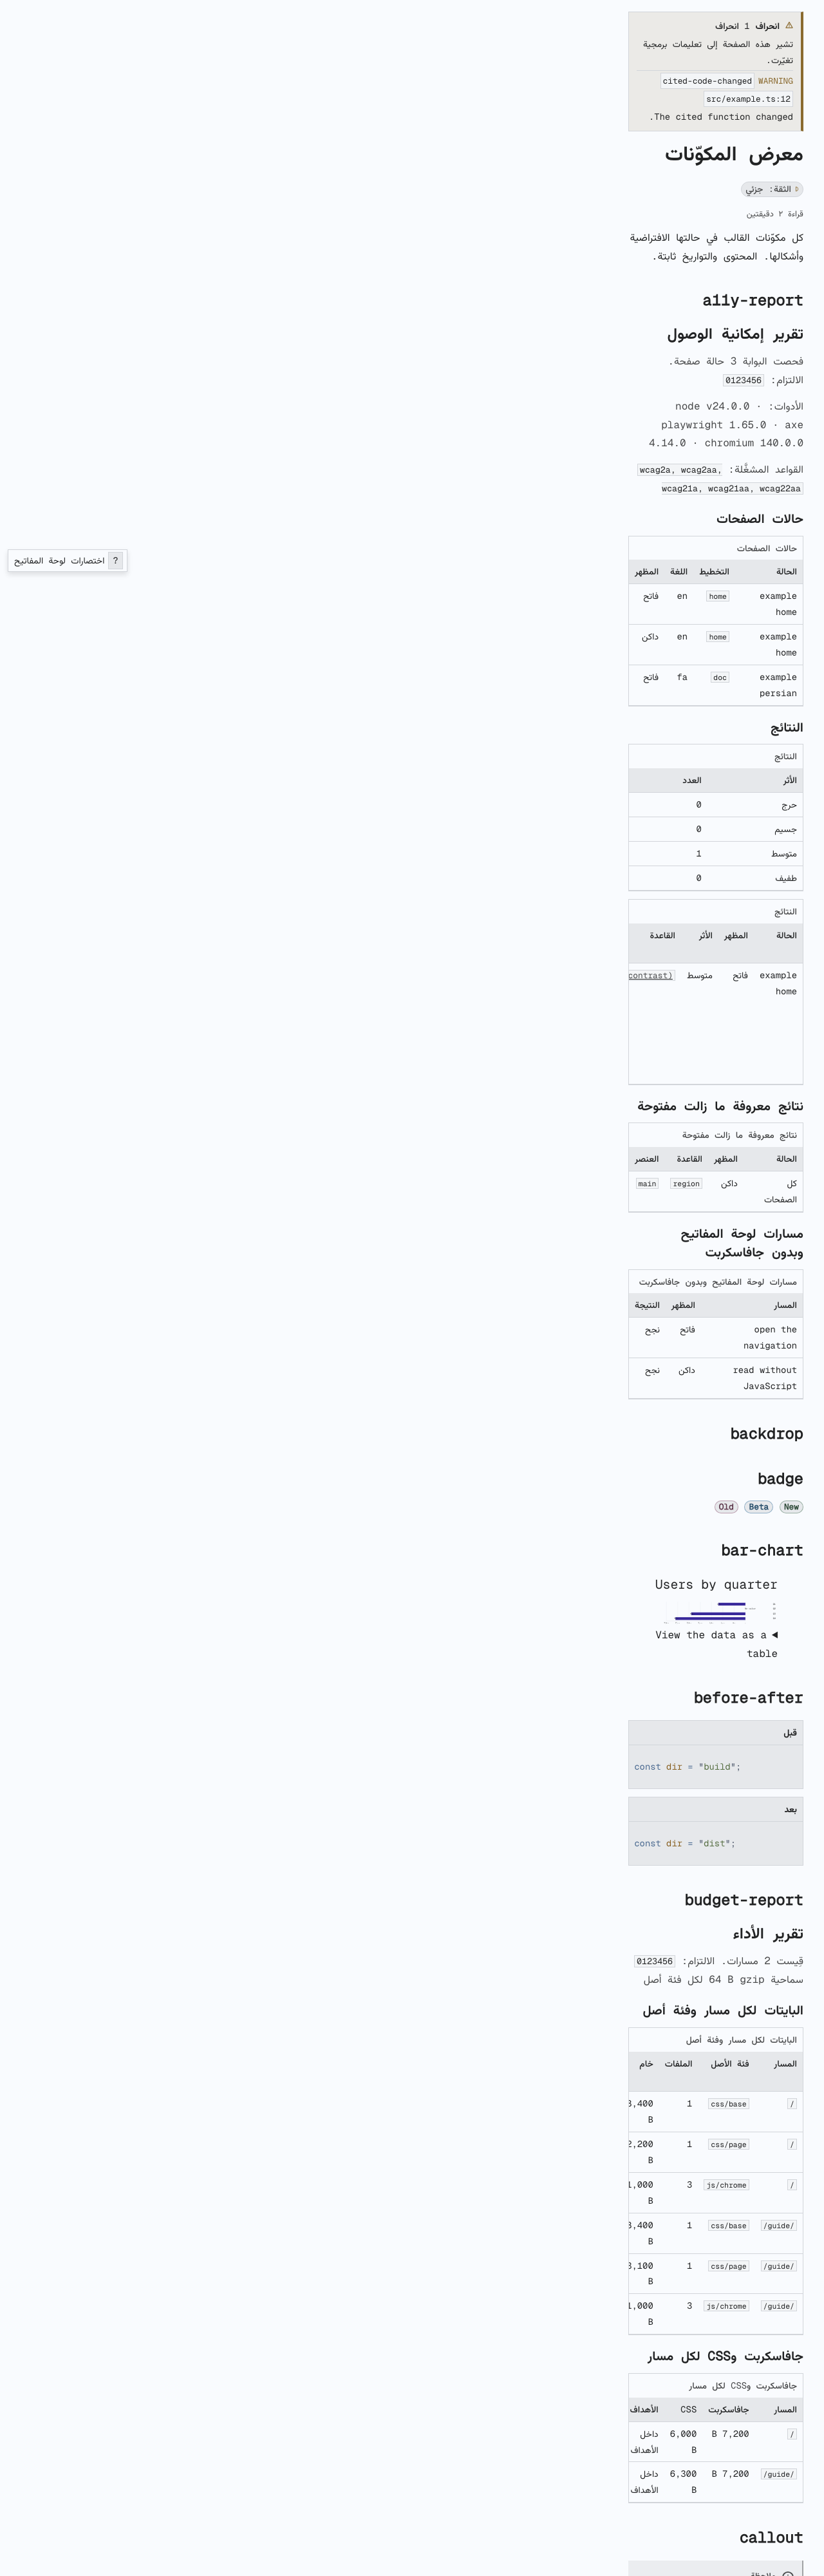 ⚠ انحراف 1 انحراف
تشير هذه الصفحة إلى تعليمات برمجية
تغيّرت.
WARNING cited-code-changed
src/example.ts:12
The cited function changed.
معرض المكوّنات
الثقة: جزئي
قراءة ٢ دقيقتين
كل مكوّنات القالب في حالتها الافتراضية
وأشكالها. المحتوى والتواريخ ثابتة.
a11y-report
تقرير إمكانية الوصول
فحصت البوابة 3 حالة صفحة.
الالتزام: 0123456
الأدوات: node v24.0.0 ·
playwright 1.65.0 · axe
4.14.0 · chromium 140.0.0
القواعد المشغَّلة: wcag2a, wcag2aa,
wcag21a, wcag21aa, wcag22aa
حالات الصفحات
؟ اختصارات لوحة المفاتيح
حالات الصفحات
الحالة التخطيط اللغة المظهر
example home en فاتح
home
example home en داكن
home
example doc fa فاتح
persian
النتائج
النتائج
الأثر العدد
حرج 0
جسيم 0
متوسط 1
طفيف 0
النتائج
الحالة المظهر الأثر القاعدة
example فاتح متوسط contrast)
home
نتائج معروفة ما زالت مفتوحة
نتائج معروفة ما زالت مفتوحة
الحالة المظهر القاعدة العنصر
كل داكن region main
الصفحات
مسارات لوحة المفاتيح
وبدون جافاسكربت
مسارات لوحة المفاتيح وبدون جافاسكربت
المسار المظهر النتيجة
open the فاتح نجح
navigation
read without داكن نجح
JavaScript
backdrop
badge
New Beta Old
bar-chart
Users by quarter
View the data as a
table
before-after
قبل
const dir = "build";
بعد
const dir = "dist";
budget-report
تقرير الأداء
قِيست 2 مسارات. الالتزام: 0123456
سماحية 64 B gzip لكل فئة أصل
البايتات لكل مسار وفئة أصل
البايتات لكل مسار وفئة أصل
المسار فئة الأصل الملفات خام
/ css/base 1 3,400
B
/ css/page 1 2,200
B
/ js/chrome 3 1,000
B
/guide/ css/base 1 3,400
B
/guide/ css/page 1 3,100
B
/guide/ js/chrome 3 1,000
B
جافاسكربت وCSS لكل مسار
جافاسكربت وCSS لكل مسار
المسار جافاسكربت CSS الأهداف
/ 7,200 B 6,000 داخل
B الأهداف
/guide/ 7,200 B 6,300 داخل
B الأهداف
callout